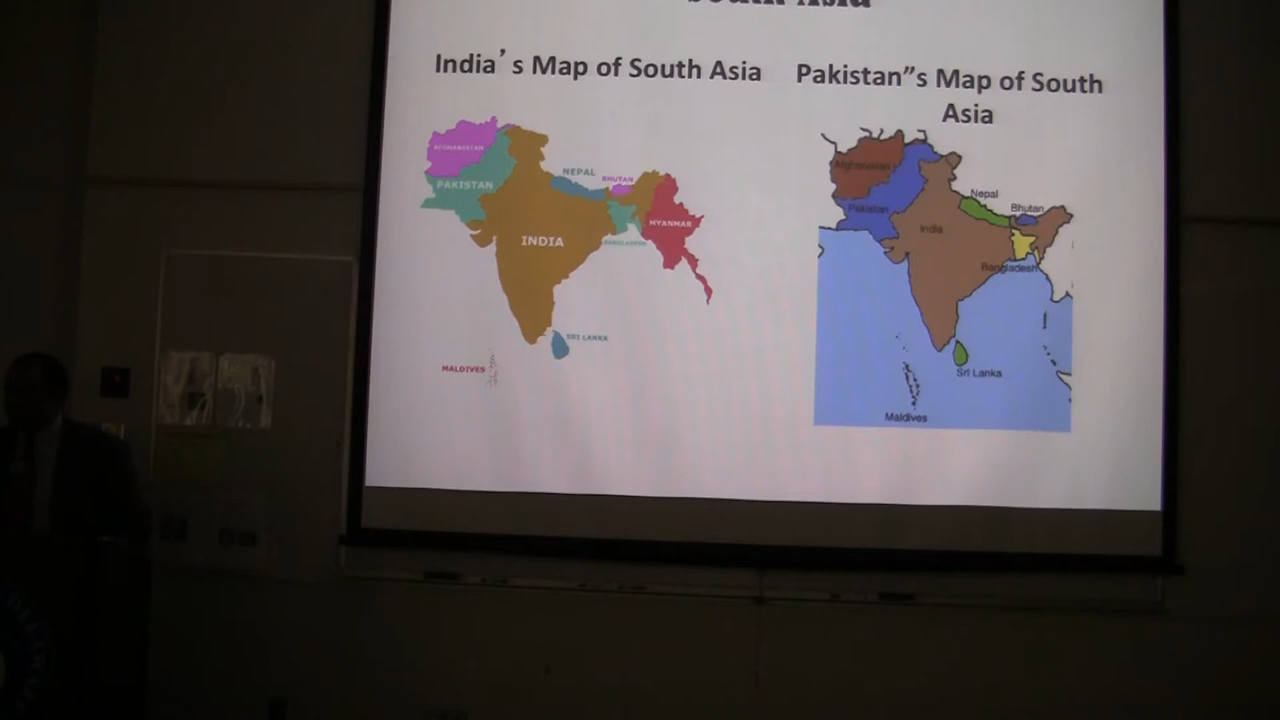 South Asia
India's Map of South Asia
Pakistan"s Map of South
Asia
AFGHANISTAN
PAKISTAN
NEPAL
BHUTAN
INDIA
BANGLADESH
MYANMAR
SRI LANKA
MALDIVES
Afghanistan
Pakistan
Nepal
Bhutan
India
Bangladesh
Sri Lanka
Maldives